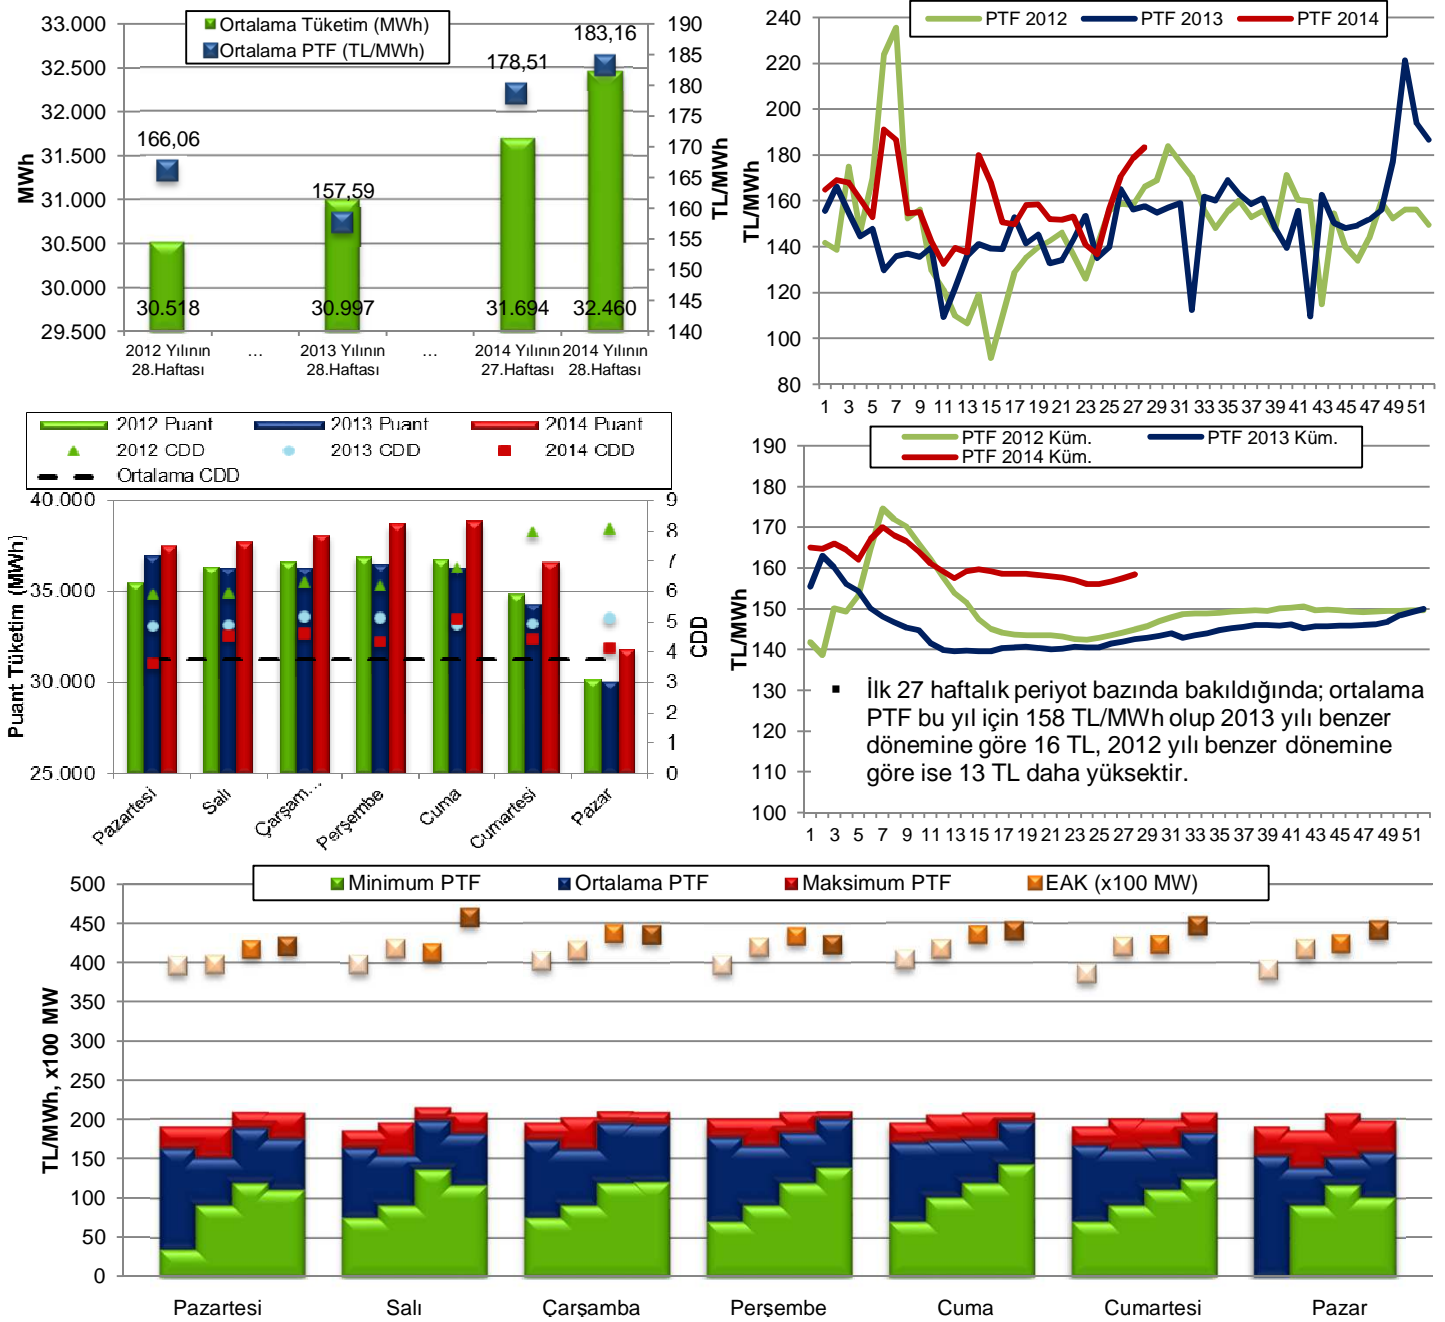 Ortalama Tüketim (MWh)
Ortalama PTF (TL/MWh)
33.000
32.500
32.000
31.500
31.000
30.500
30.000
29.500
MWh
190
185
180
175
170
165
160
155
150
145
140
TL/MWh
166,06
157,59
178,51
183,16
30.518
30.997
31.694
32.460
2012 Yılının 28.Haftası
...
2013 Yılının 28.Haftası
...
2014 Yılının 27.Haftası
2014 Yılının 28.Haftası
PTF 2012 PTF 2013 PTF 2014
240
220
200
180
160
140
120
100
80
TL/MWh
1 3 5 7 9 11 13 15 17 19 21 23 25 27 29 31 33 35 37 39 41 43 45 47 49 51
2012 Puant 2013 Puant 2014 Puant
2012 CDD 2013 CDD 2014 CDD
Ortalama CDD
40.000
35.000
30.000
25.000
Puant Tüketim (MWh)
9
8
7
6
5
4
3
2
1
0
CDD
Pazartesi
Salı
Çarşam...
Perşembe
Cuma
Cumartesi
Pazar
PTF 2012 Küm. PTF 2013 Küm.
PTF 2014 Küm.
190
180
170
160
150
140
130
120
110
100
TL/MWh
▪ İlk 27 haftalık periyot bazında bakıldığında; ortalama
PTF bu yıl için 158 TL/MWh olup 2013 yılı benzer
dönemine göre 16 TL, 2012 yılı benzer dönemine
göre ise 13 TL daha yüksektir.
1 3 5 7 9 11 13 15 17 19 21 23 25 27 29 31 33 35 37 39 41 43 45 47 49 51
Minimum PTF Ortalama PTF Maksimum PTF EAK (x100 MW)
500
450
400
350
300
250
200
150
100
50
0
TL/MWh, x100 MW
Pazartesi Salı Çarşamba Perşembe Cuma Cumartesi Pazar